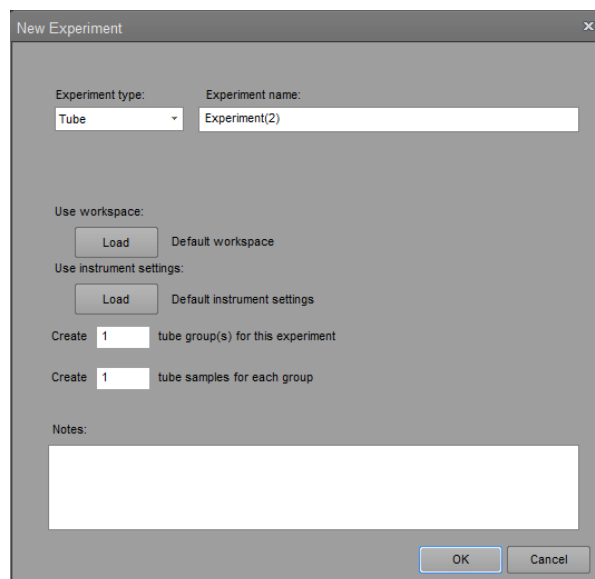 New Experiment
Experiment type: Experiment name:
Tube Experiment(2)
Use workspace:
Load Default workspace
Use instrument settings:
Load Default instrument settings
Create 1 tube group(s) for this experiment
Create 1 tube samples for each group
Notes:
OK Cancel